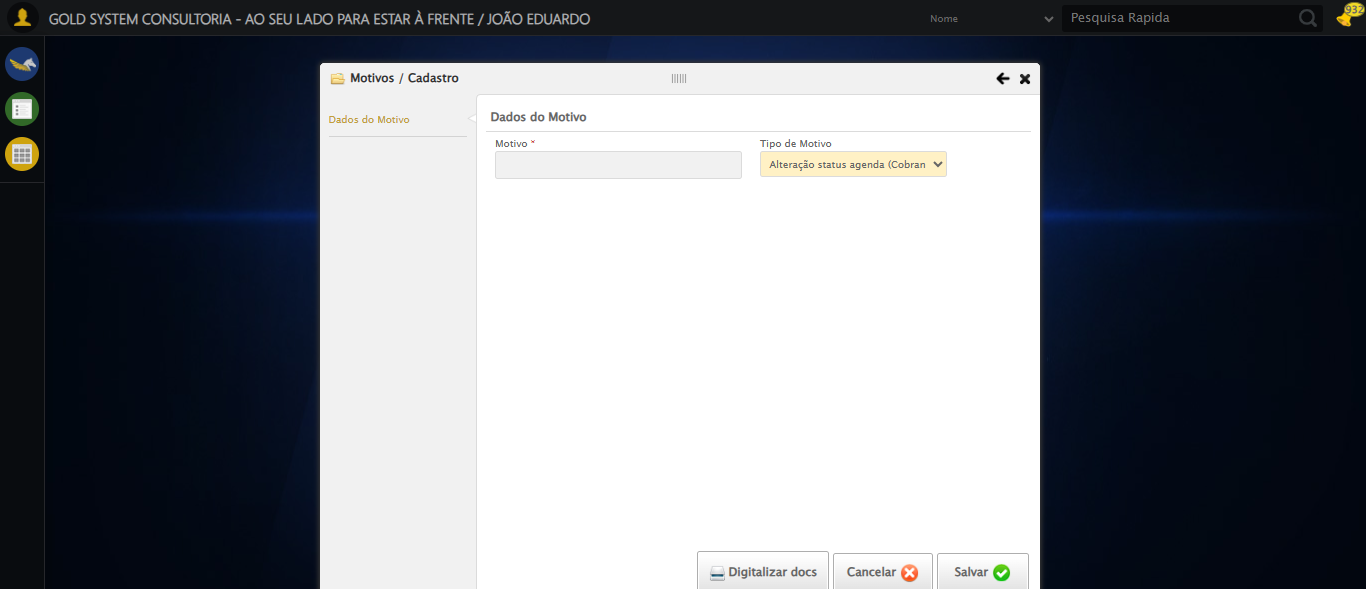 GOLD SYSTEM CONSULTORIA - AO SEU LADO PARA ESTAR À FRENTE / JOÃO EDUARDO
Nome
Pesquisa Rapida
932
Motivos / Cadastro
Dados do Motivo
Dados do Motivo
Motivo *
Tipo de Motivo
Alteração status agenda (Cobran
Digitalizar docs
Cancelar
Salvar